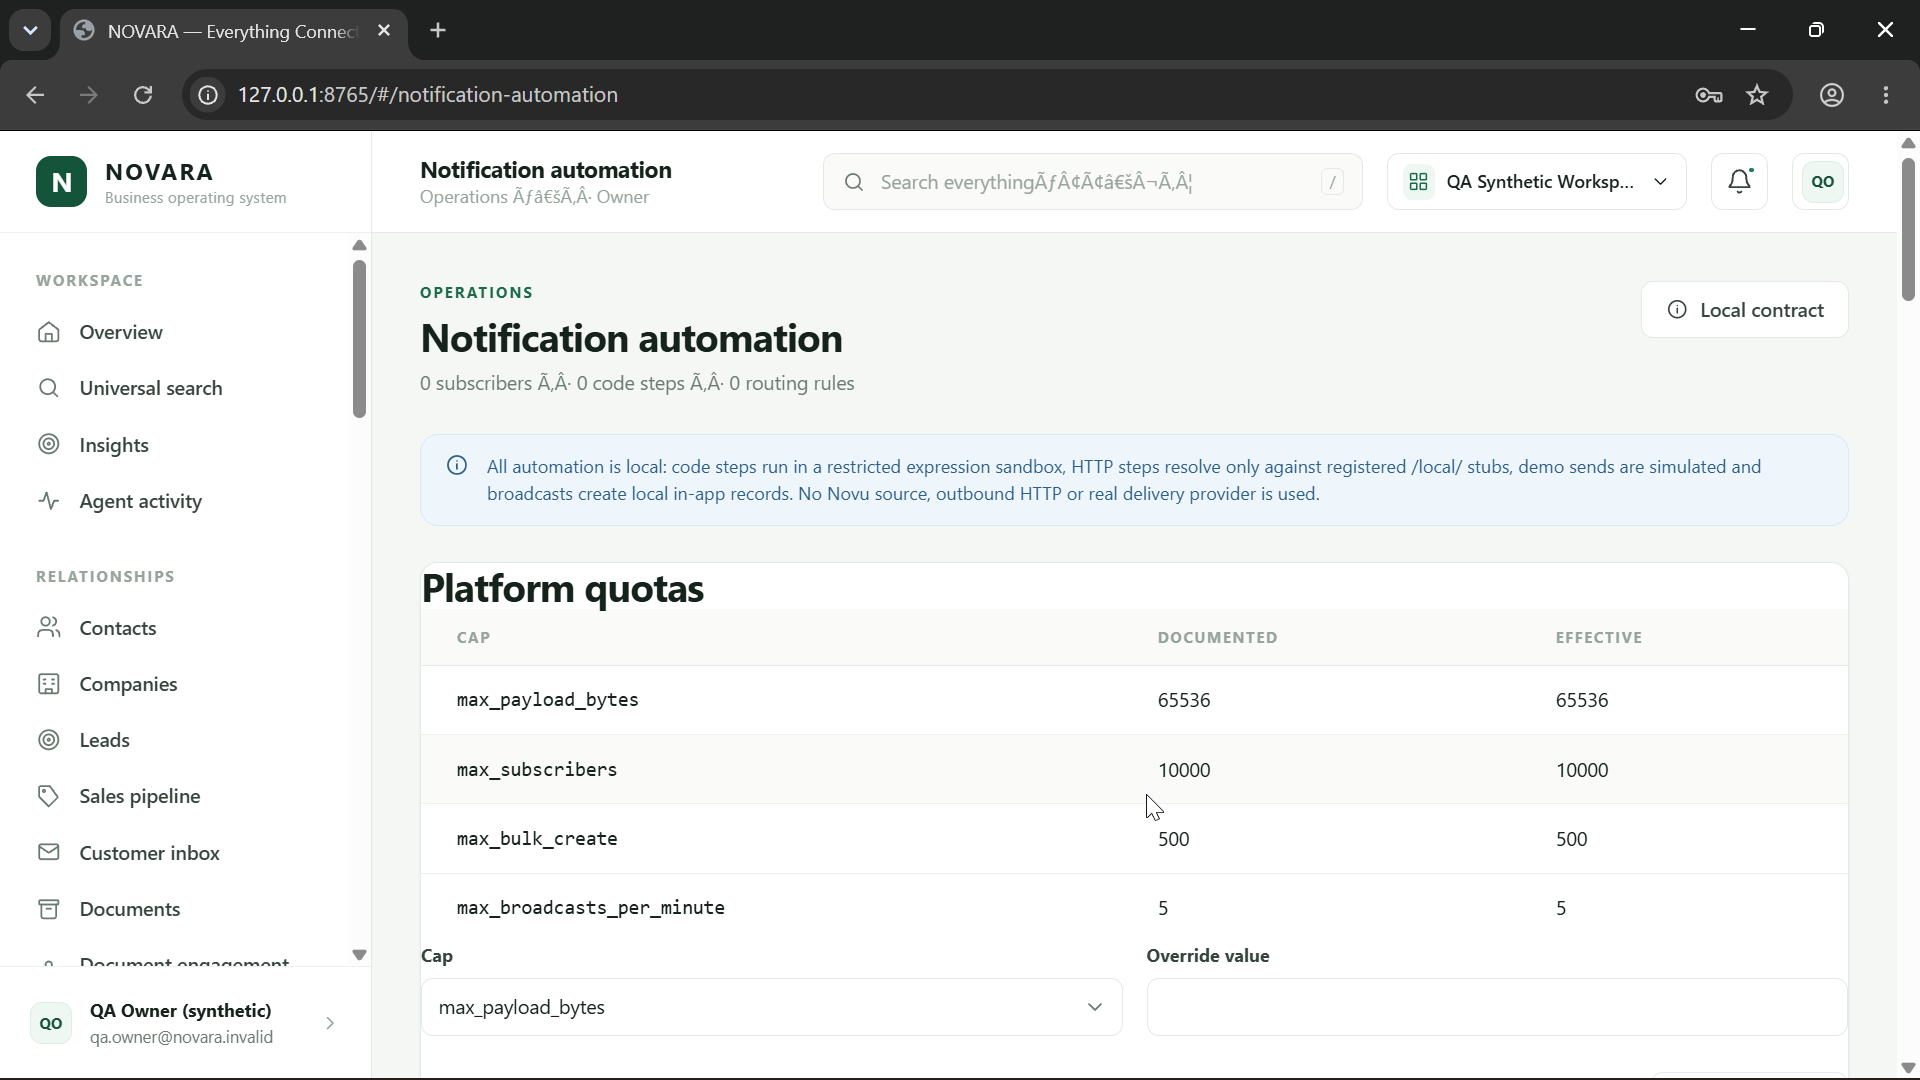 NOVARA — Everything Connec
127.0.0.1:8765/#/notification-automation
N
NOVARA
Business operating system
Notification automation
Operations Ãƒâ€šÃ‚Â· Owner
Search everythingÃƒÂ¢Ã¢â€šÂ¬Ã‚Â¦
/
QA Synthetic Worksp...
QO
WORKSPACE
Overview
Universal search
Insights
Agent activity
RELATIONSHIPS
Contacts
Companies
Leads
Sales pipeline
Customer inbox
Documents
Document engagement
QO
QA Owner (synthetic)
qa.owner@novara.invalid
OPERATIONS
Notification automation
0 subscribers Ã‚Â· 0 code steps Ã‚Â· 0 routing rules
Local contract
All automation is local: code steps run in a restricted expression sandbox, HTTP steps resolve only against registered /local/ stubs, demo sends are simulated and
broadcasts create local in-app records. No Novu source, outbound HTTP or real delivery provider is used.
Platform quotas
CAP DOCUMENTED EFFECTIVE
max_payload_bytes 65536 65536
max_subscribers 10000 10000
max_bulk_create 500 500
max_broadcasts_per_minute 5 5
Cap
Override value
max_payload_bytes